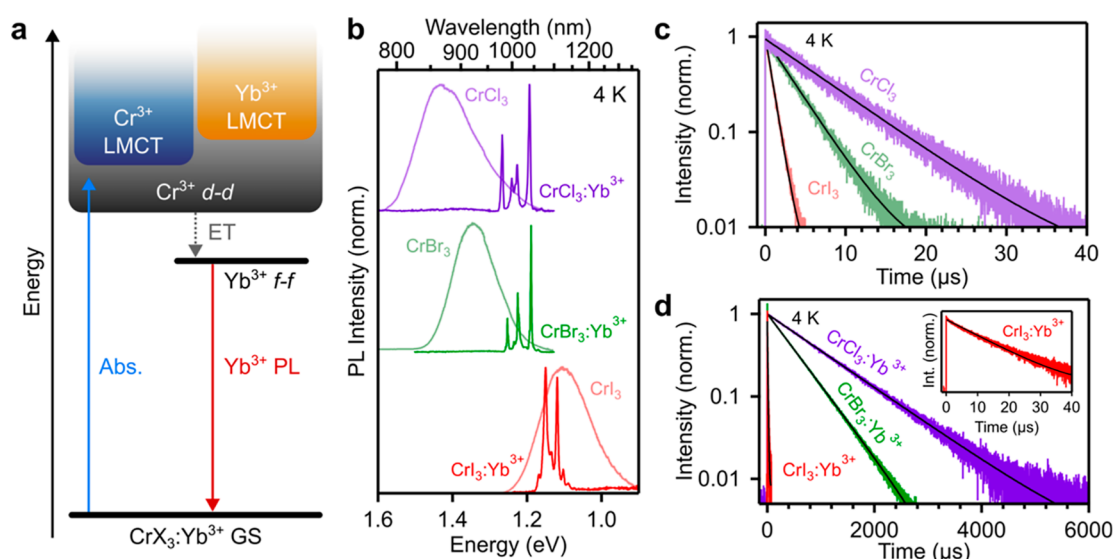 a
Energy
Cr3+
LMCT
Yb3+
LMCT
Cr3+ d-d
ET
Yb3+ f-f
Abs.
Yb3+ PL
CrX3:Yb3+ GS
b
Wavelength (nm)
800 900 1000 1200
4 K
CrCl3
CrCl3:Yb3+
CrBr3
CrBr3:Yb3+
CrI3
CrI3:Yb3+
PL Intensity (norm.)
1.6 1.4 1.2 1.0
Energy (eV)
c
4 K
CrCl3
CrBr3
CrI3
Intensity (norm.)
1
0.1
0.01
0 10 20 30 40
Time (µs)
d
4 K
CrCl3:Yb3+
CrBr3:Yb3+
CrI3:Yb3+
Intensity (norm.)
1
0.1
0.01
0 2000 4000 6000
Time (µs)
CrI3:Yb3+
Int. (norm.)
0 10 20 30 40
Time (µs)